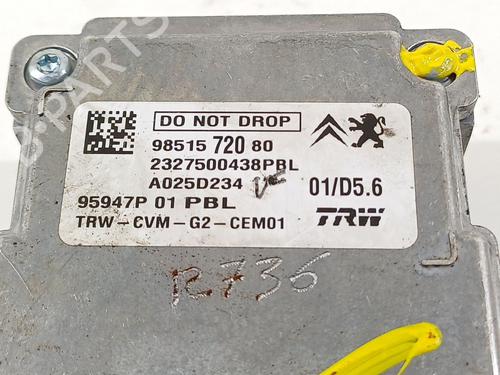 DO NOT DROP
98515 720 80
2327500438PBL
A025D234
01/D5.6
95947P 01 PBL
TRW-CVM-G2-CEM01
TRW
R736
B-PARTS